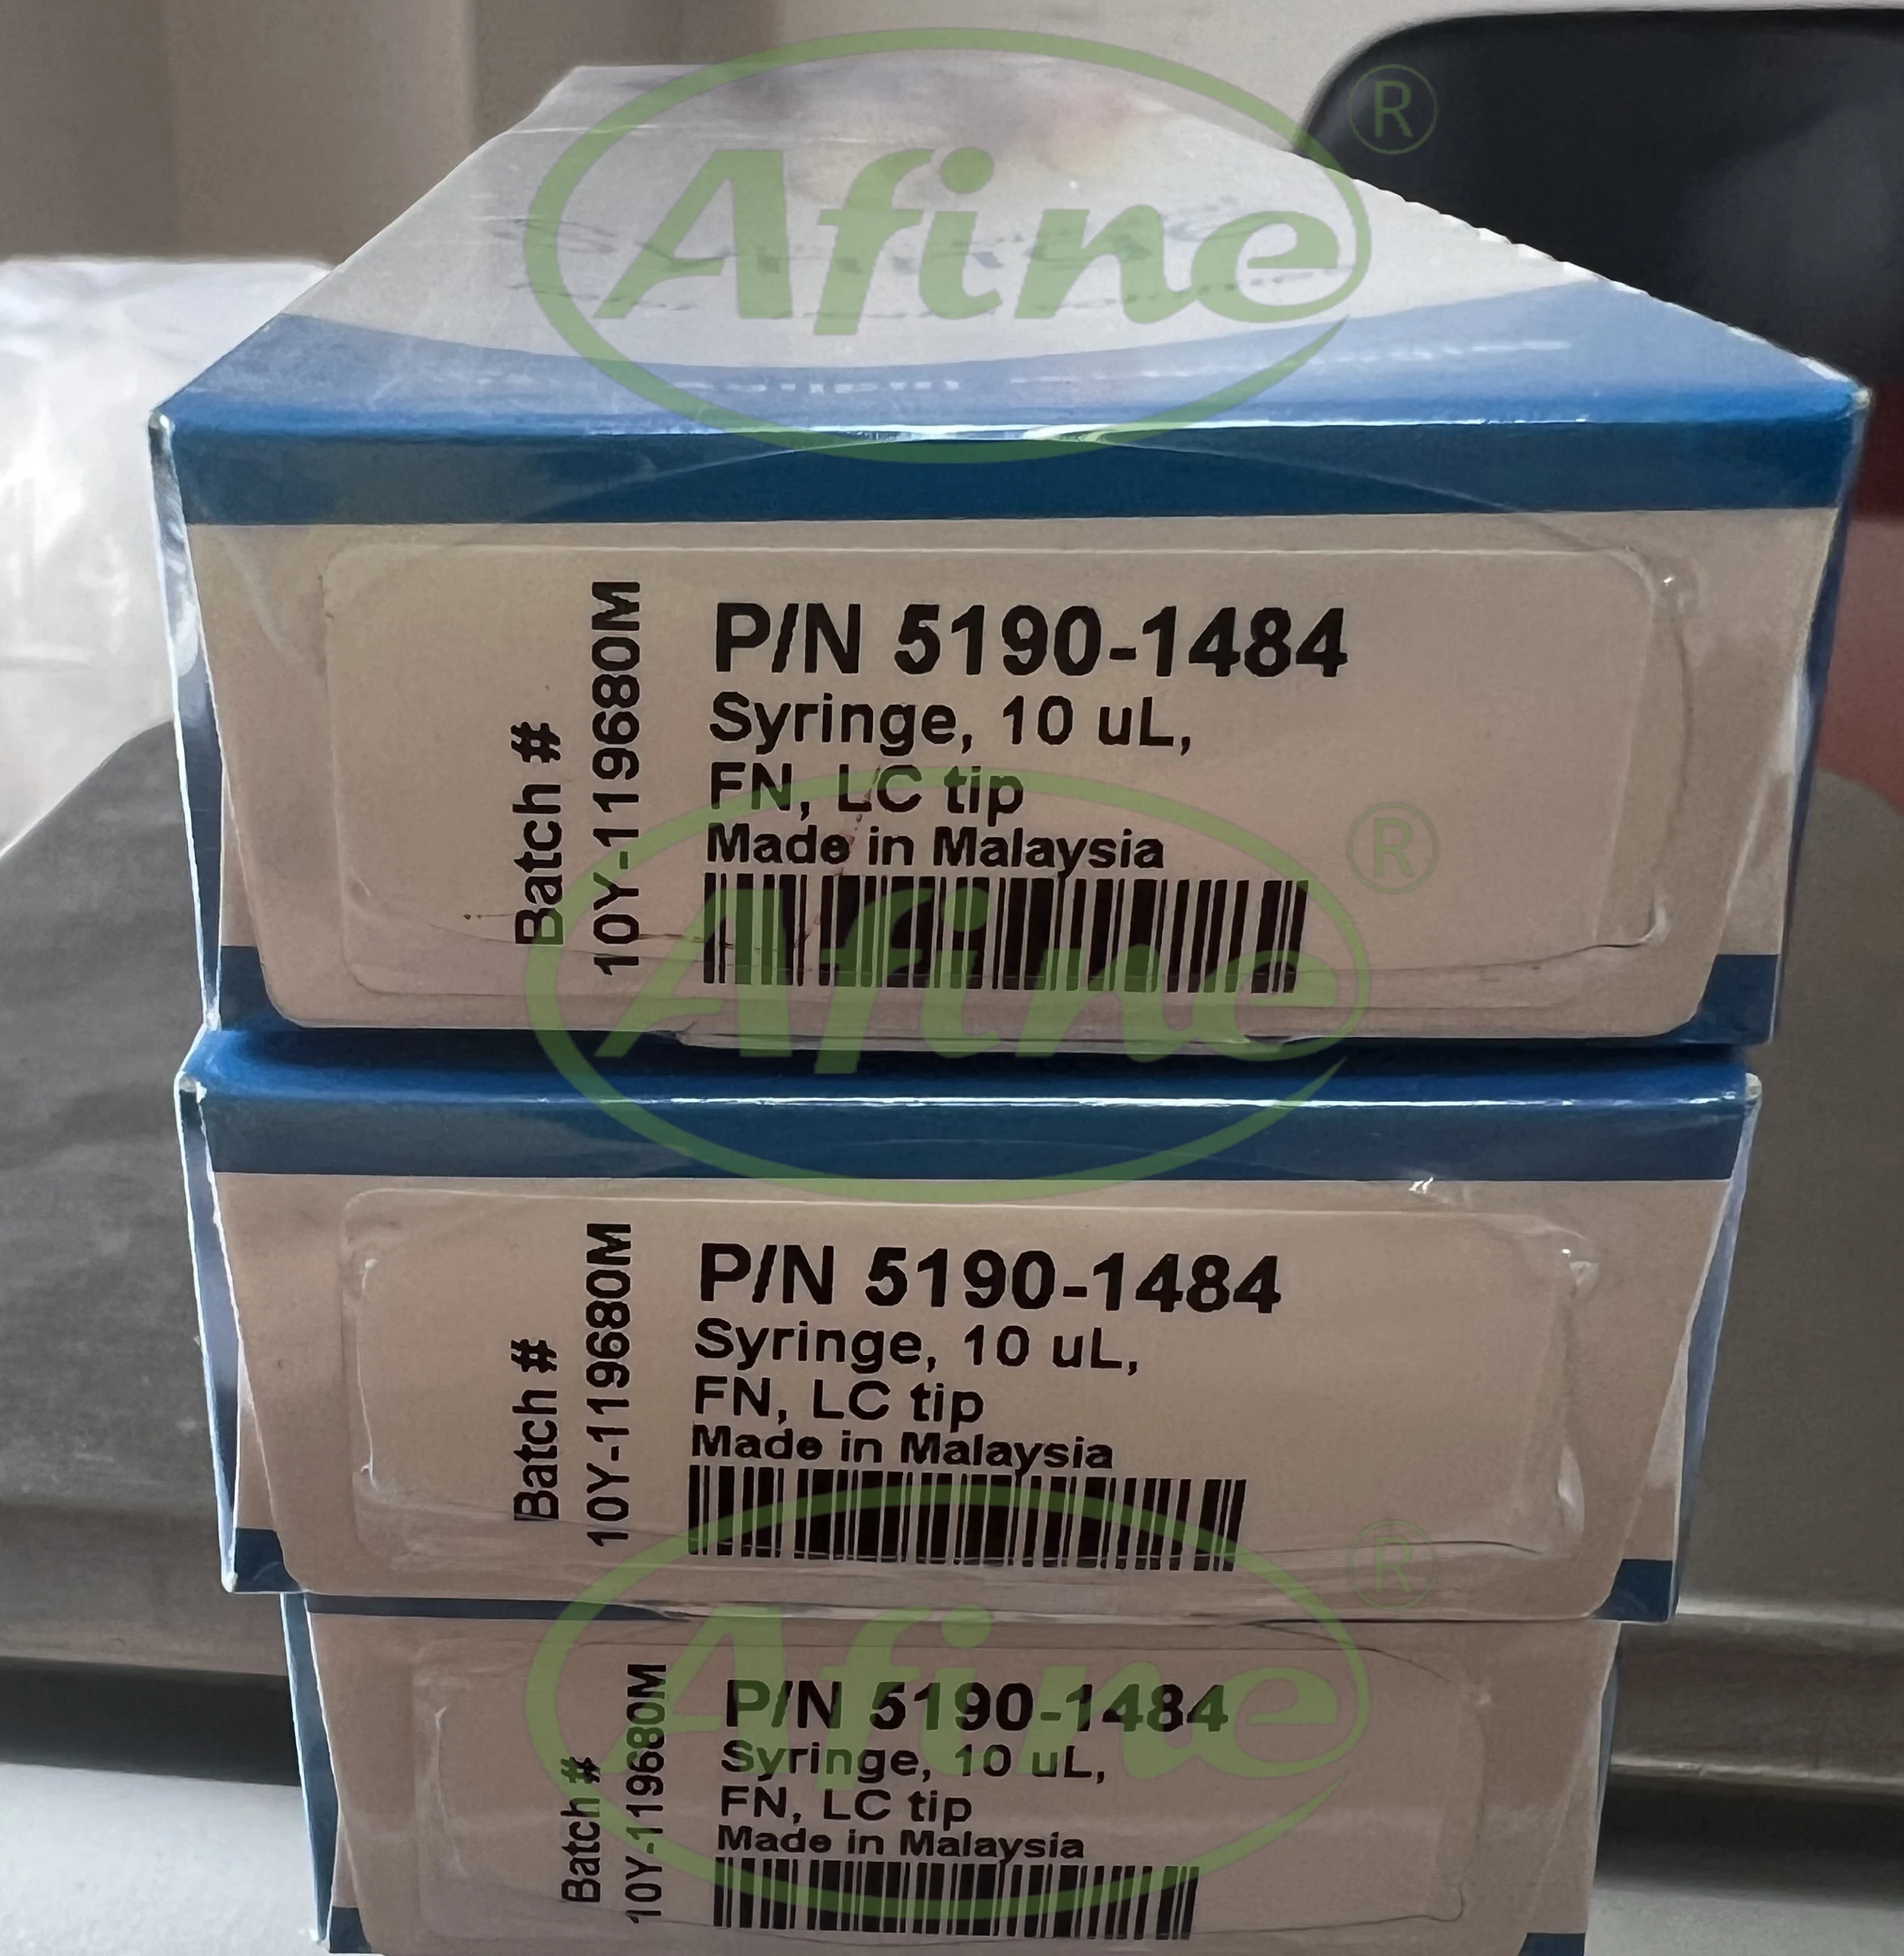 Afine
®
Batch #
10Y-119680M
P/N 5190-1484
Syringe, 10 uL,
FN, LC tip
Made in Malaysia
Afine
®
Batch #
10Y-119680M
P/N 5190-1484
Syringe, 10 uL,
FN, LC tip
Made in Malaysia
Afine
®
Batch #
10Y-119680M
P/N 5190-1484
Syringe, 10 uL,
FN, LC tip
Made in Malaysia